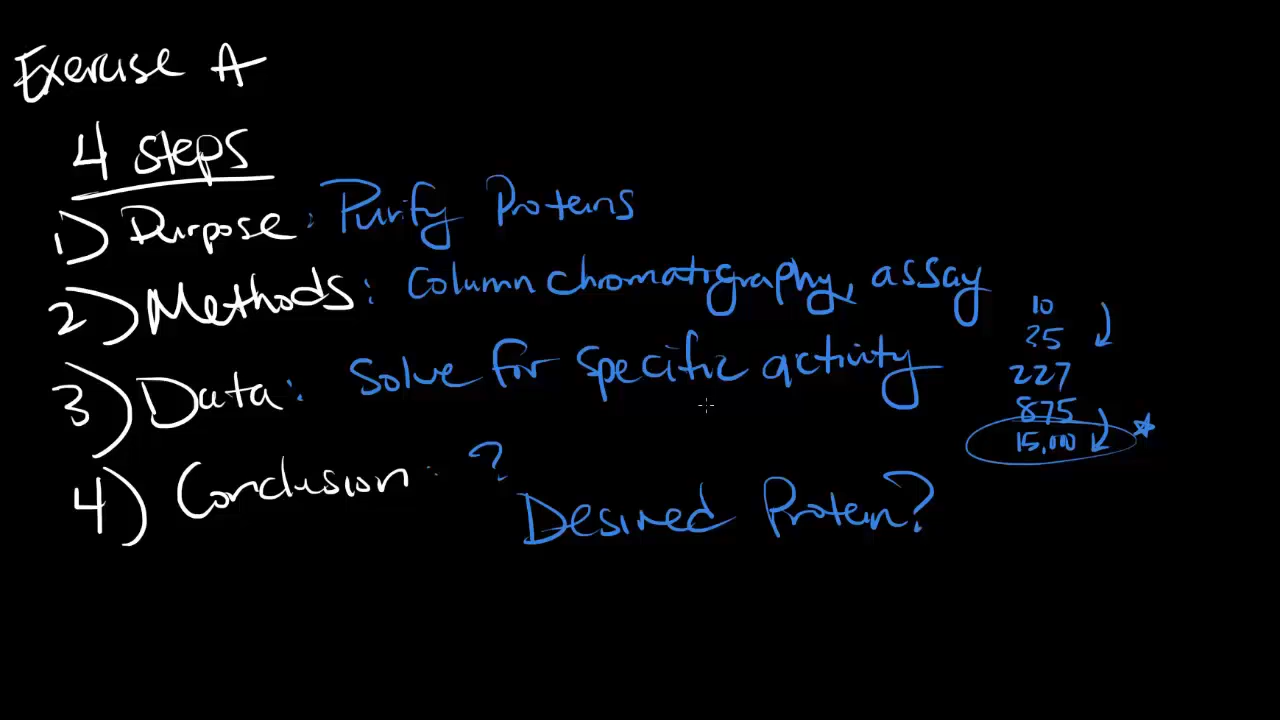 Exercise A
4 steps
1) Purpose: Purify Proteins
2) Methods: Column chromatography, assay
3) Data: Solve for specific activity
4) Conclusion: ?
Desired Protein?
10
25
227
875
15,000